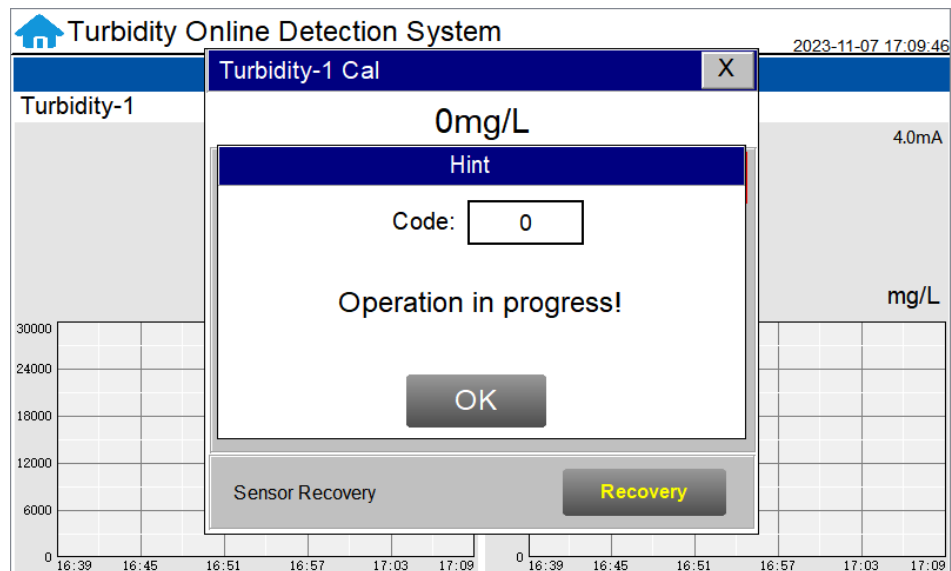 Turbidity Online Detection System
2023-11-07 17:09:46
Turbidity-1 Cal
X
Turbidity-1
0mg/L
4.0mA
Hint
Code: 0
Operation in progress!
mg/L
OK
Sensor Recovery
Recovery
30000
24000
18000
12000
6000
0
16:39 16:45 16:51 16:57 17:03 17:09
0
16:39 16:45 16:51 16:57 17:03 17:09